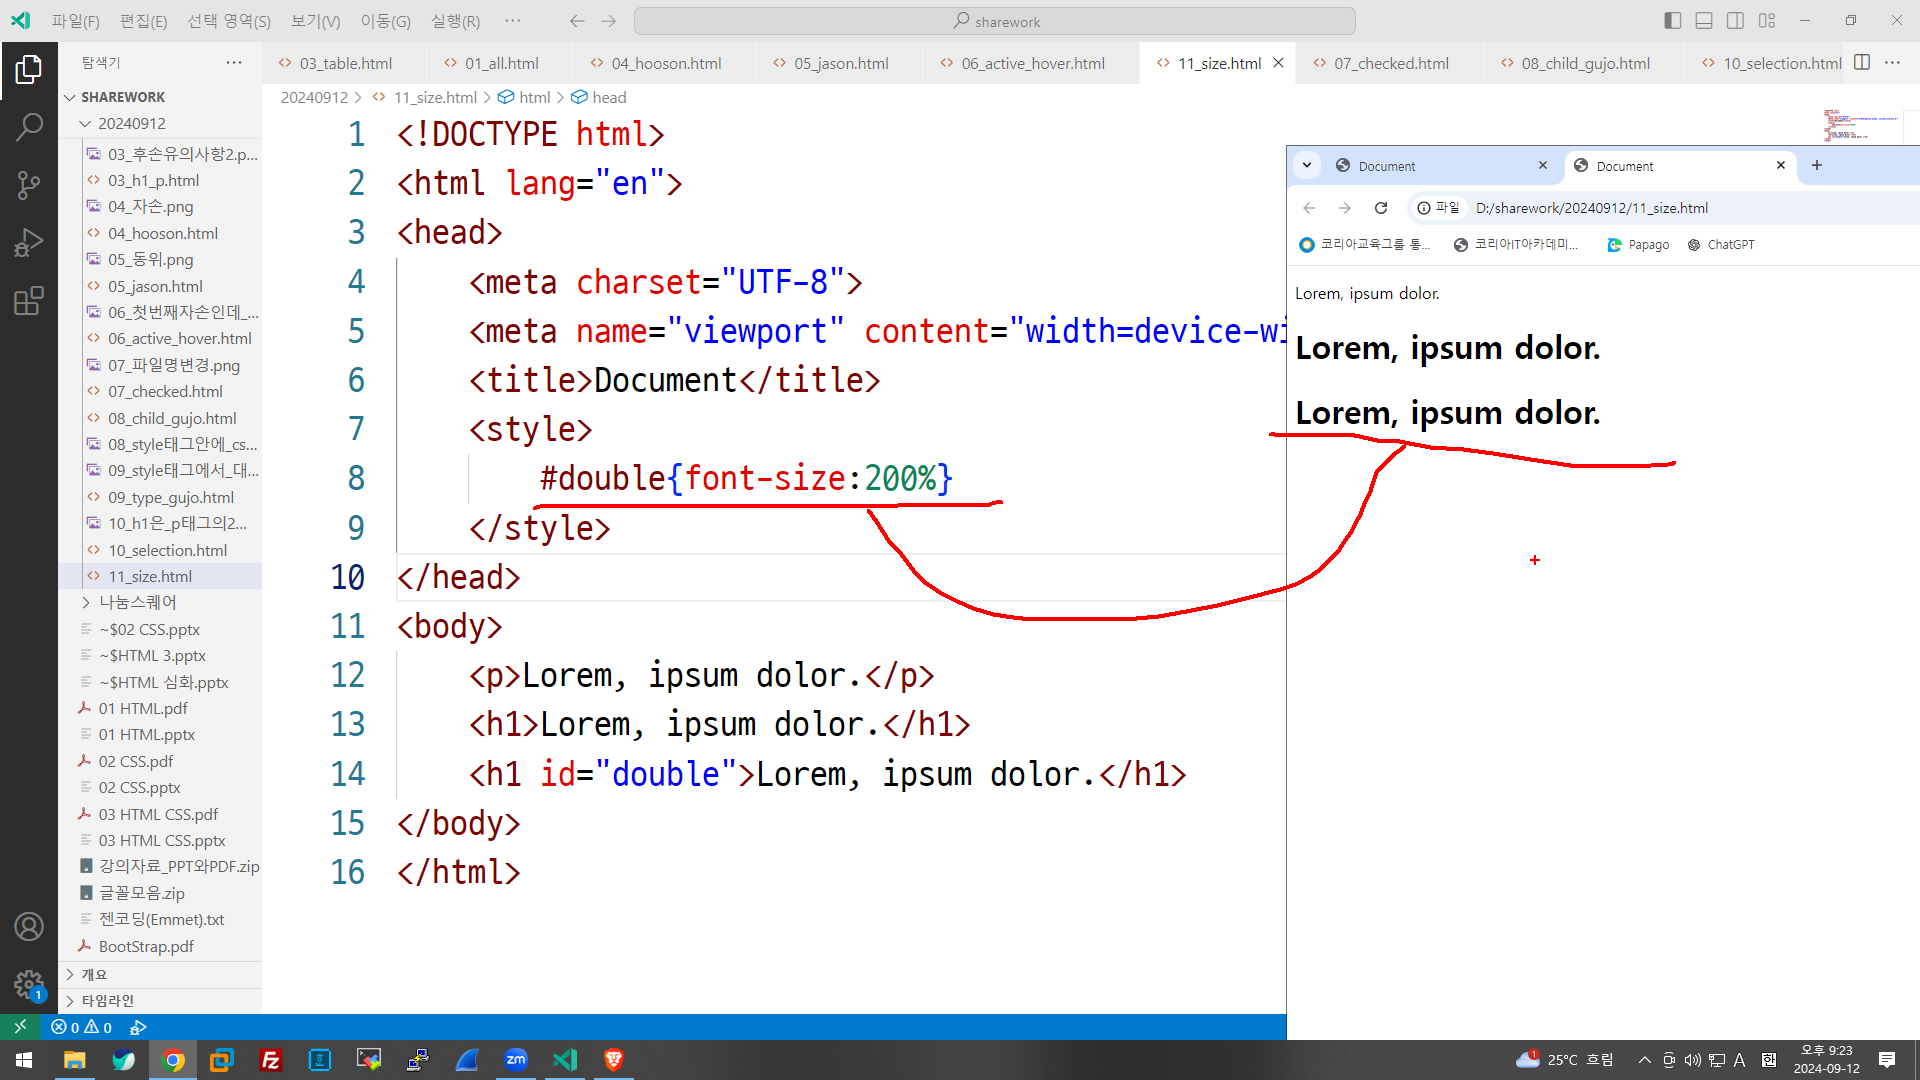 파일(F) 편집(E) 선택 영역(S) 보기(V) 이동(G) 실행(R) ··· sharework
탐색기 ···
03_table.html 01_all.html 04_hooson.html 05_jason.html 06_active_hover.html 11_size.html 07_checked.html 08_child_gujo.html 10_selection.html ···
SHAREWORK
20240912
03_후손유의사항2.p...
03_h1_p.html
04_자손.png
04_hooson.html
05_동위.png
05_jason.html
06_첫번째자손인데_...
06_active_hover.html
07_파일명변경.png
07_checked.html
08_child_gujo.html
08_style태그안에_cs...
09_style태그에서_대...
09_type_gujo.html
10_h1은_p태그의2...
10_selection.html
11_size.html
나눔스퀘어
~$02 CSS.pptx
~$HTML 3.pptx
~$HTML 심화.pptx
01 HTML.pdf
01 HTML.pptx
02 CSS.pdf
02 CSS.pptx
03 HTML CSS.pdf
03 HTML CSS.pptx
강의자료_PPT와PDF.zip
글꼴모음.zip
젠코딩(Emmet).txt
BootStrap.pdf
개요
타임라인
20240912 > 11_size.html > html > head
1 <!DOCTYPE html>
2 <html lang="en">
3 <head>
4 <meta charset="UTF-8">
5 <meta name="viewport" content="width=device-wi
6 <title>Document</title>
7 <style>
8 #double{font-size:200%}
9 </style>
10 </head>
11 <body>
12 <p>Lorem, ipsum dolor.</p>
13 <h1>Lorem, ipsum dolor.</h1>
14 <h1 id="double">Lorem, ipsum dolor.</h1>
15 </body>
16 </html>
Document Document
파일 D:/sharework/20240912/11_size.html
코리아교육그룹 통... 코리아IT아카데미... Papago ChatGPT
Lorem, ipsum dolor.
Lorem, ipsum dolor.
Lorem, ipsum dolor.
1
0 0
zm 1 25°C 흐림 A 한 오후 9:23
2024-09-12